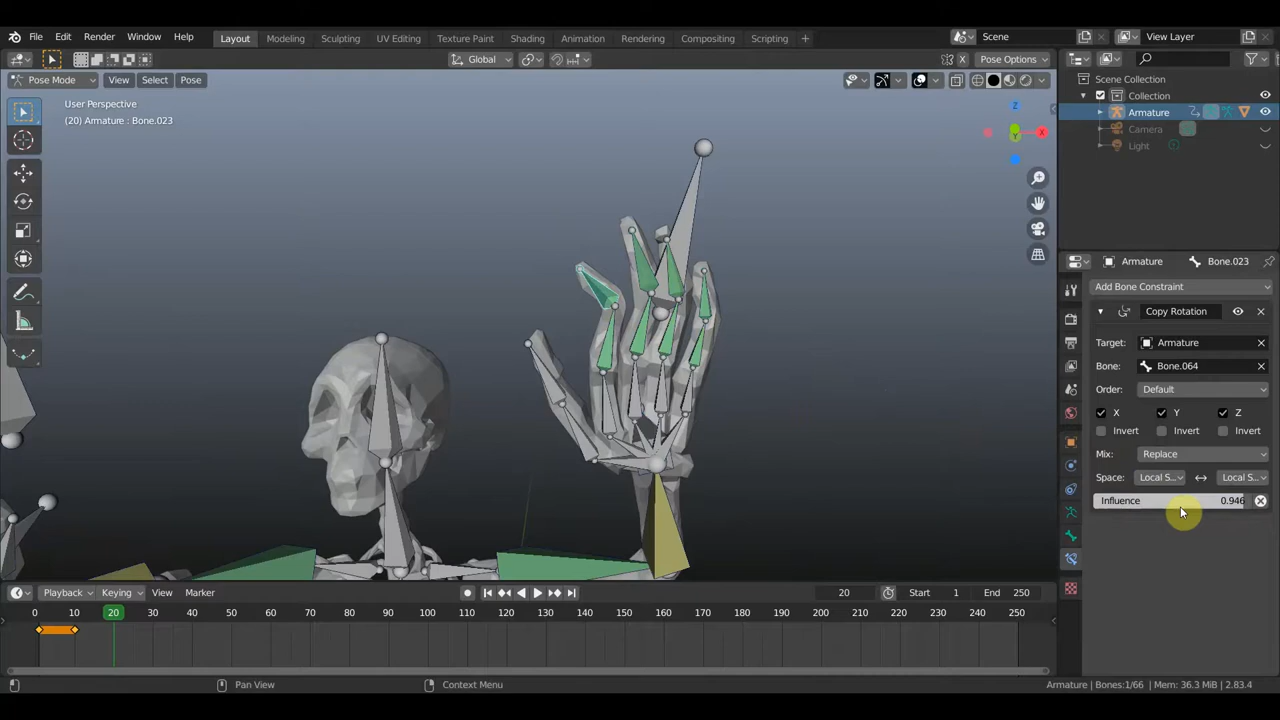 File Edit Render Window Help Layout Modeling Sculpting UV Editing Texture Paint Shading Animation Rendering Compositing Scripting + Scene View Layer
Global X Pose Options
Pose Mode View Select Pose
User Perspective
(20) Armature : Bone.023
Z
X
Y
Scene Collection
Collection
Armature
Camera
Light
Armature Bone.023
Add Bone Constraint
Copy Rotation
Target: Armature
Bone: Bone.064
Order: Default
X Y Z
Invert Invert Invert
Mix: Replace
Space: Local S... Local S...
Influence 0.946
Playback Keying View Marker 20 Start 1 End 250
0 10 20 30 40 50 60 70 80 90 100 110 120 130 140 150 160 170 180 190 200 210 220 230 240 250
Pan View Context Menu Armature | Bones:1/66 | Mem: 36.3 MiB | 2.83.4